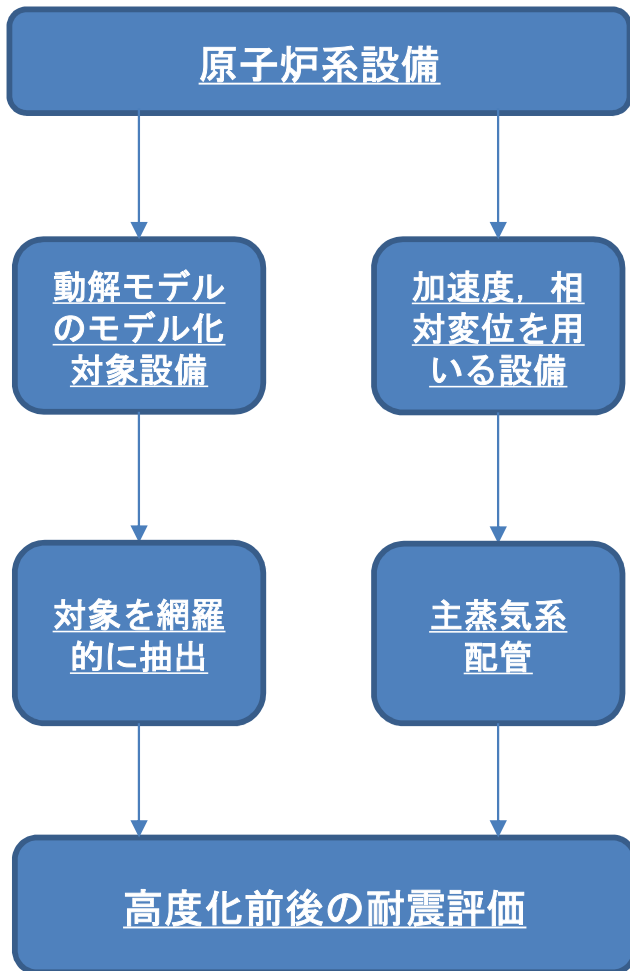 原子炉系設備
動解モデル
のモデル化
対象設備
加速度，相
対変位を用
いる設備
対象を網羅
的に抽出
主蒸気系
配管
高度化前後の耐震評価